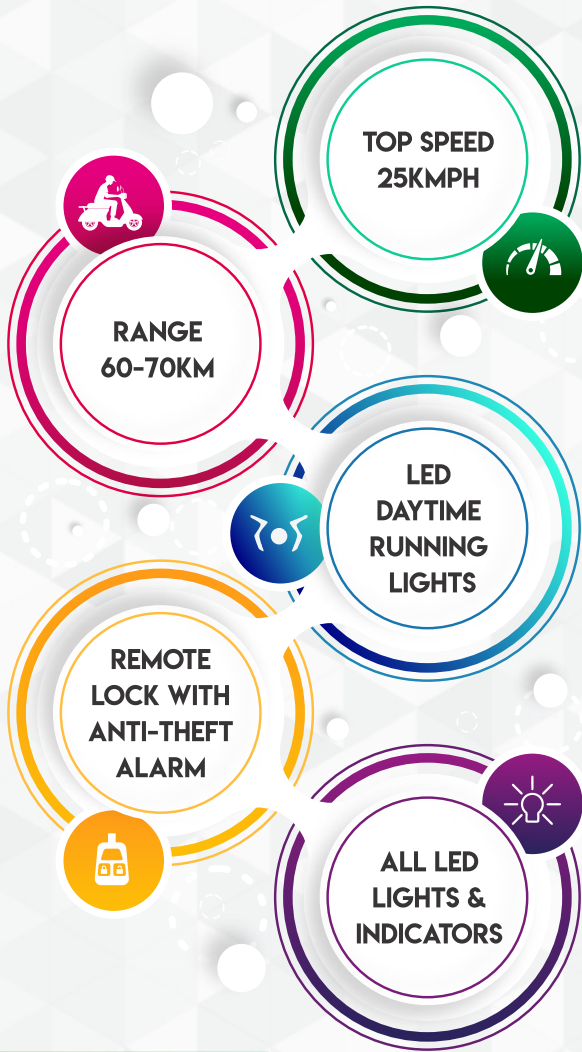 TOP SPEED
25KMPH
RANGE
60-70KM
LED
DAYTIME
RUNNING
LIGHTS
REMOTE
LOCK WITH
ANTI-THEFT
ALARM
ALL LED
LIGHTS &
INDICATORS